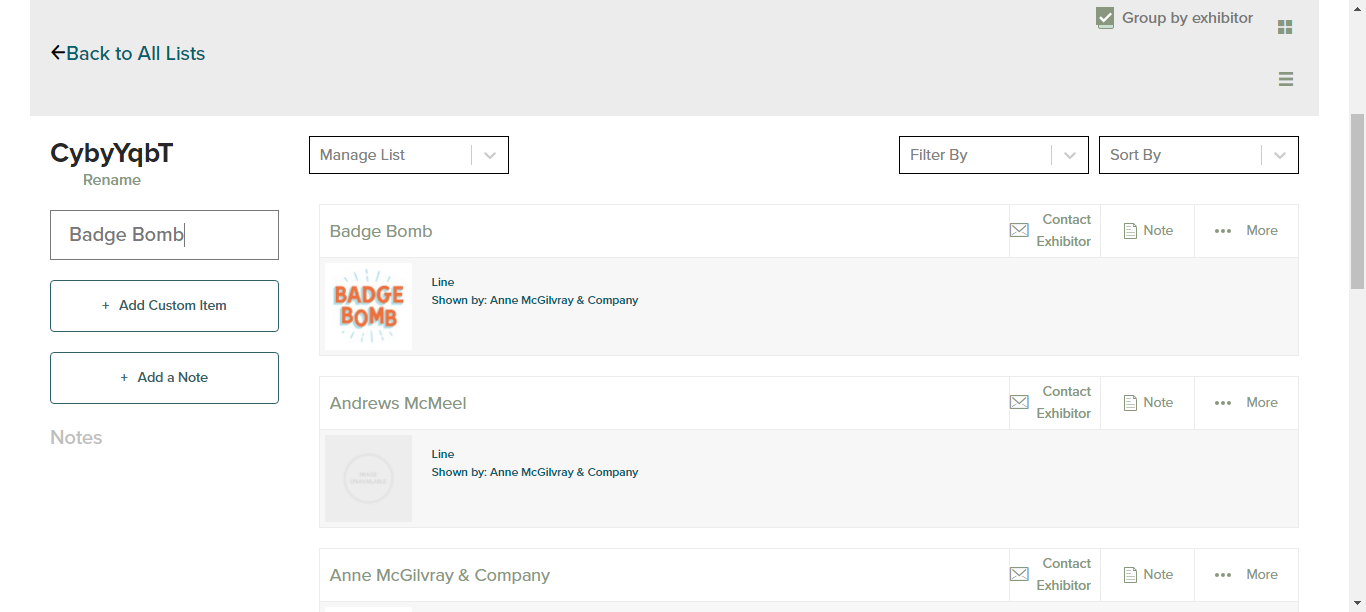 Group by exhibitor
Back to All Lists
CybyYqbT
Rename
Manage List
Filter By
Sort By
Badge Bomb
+ Add Custom Item
+ Add a Note
Notes
Badge Bomb
Contact
Exhibitor
Note
More
BADGE
BOMB
Line
Shown by: Anne McGilvray & Company
Andrews McMeel
Contact
Exhibitor
Note
More
IMAGE
UNAVAILABLE
Line
Shown by: Anne McGilvray & Company
Anne McGilvray & Company
Contact
Exhibitor
Note
More